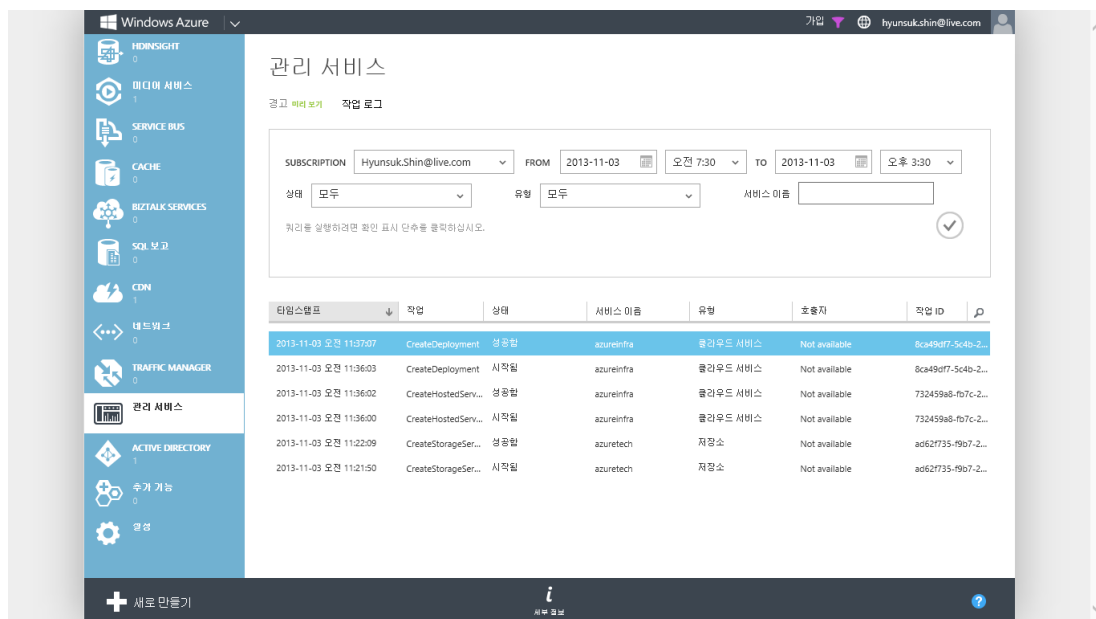 Windows Azure
가입
hyunsuk.shin@live.com
HDINSIGHT
0
미디어 서비스
1
SERVICE BUS
0
CACHE
0
BIZTALK SERVICES
0
SQL 보고
0
CDN
1
네트워크
0
TRAFFIC MANAGER
0
관리 서비스
ACTIVE DIRECTORY
1
추가 기능
0
설정
관리 서비스
경고 미리 보기 작업 로그
SUBSCRIPTION Hyunsuk.Shin@live.com FROM 2013-11-03 오전 7:30 TO 2013-11-03 오후 3:30
상태 모두 유형 모두 서비스 이름
쿼리를 실행하려면 확인 표시 단추를 클릭하십시오.
타임스탬프 작업 상태 서비스 이름 유형 호출자 작업 ID
2013-11-03 오전 11:37:07 CreateDeployment 성공함 azureinfra 클라우드 서비스 Not available 8ca49df7-5c4b-2...
2013-11-03 오전 11:36:03 CreateDeployment 시작됨 azureinfra 클라우드 서비스 Not available 8ca49df7-5c4b-2...
2013-11-03 오전 11:36:02 CreateHostedServ... 성공함 azureinfra 클라우드 서비스 Not available 732459a8-fb7c-2...
2013-11-03 오전 11:36:00 CreateHostedServ... 시작됨 azureinfra 클라우드 서비스 Not available 732459a8-fb7c-2...
2013-11-03 오전 11:22:09 CreateStorageSer... 성공함 azuretech 저장소 Not available ad62f735-f9b7-2...
2013-11-03 오전 11:21:50 CreateStorageSer... 시작됨 azuretech 저장소 Not available ad62f735-f9b7-2...
새로 만들기
세부 정보